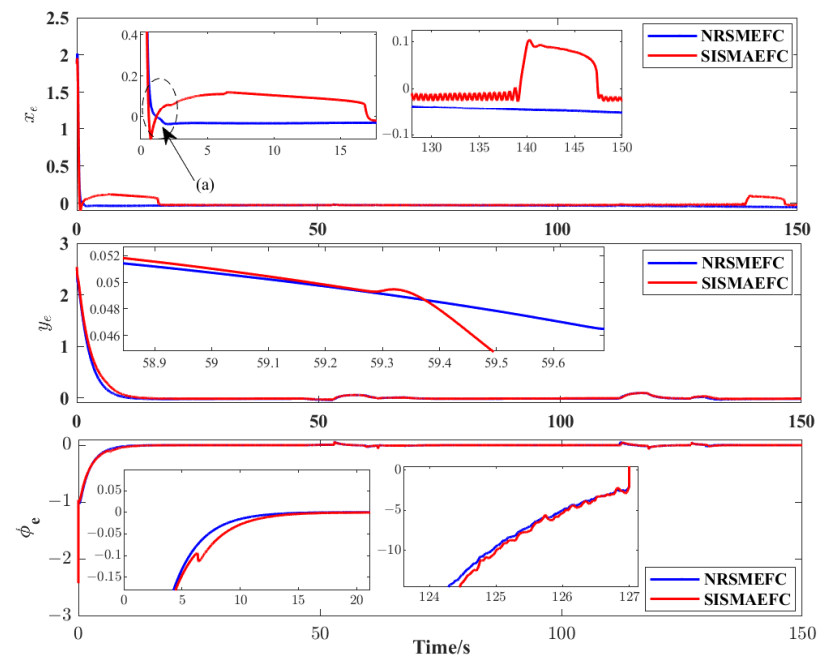 2.5
2
1.5
1
0.5
0
x_e
0.4
0.2
0
0 5 10 15
(a)
0.1
0
−0.1
130 135 140 145 150
NRSMEFC
SISMAEFC
0 50 100 150
3
2
1
0
y_e
0.052
0.05
0.048
0.046
58.9 59 59.1 59.2 59.3 59.4 59.5 59.6
NRSMEFC
SISMAEFC
0 50 100 150
0
−1
−2
−3
ϕ_e
0.05
0
−0.05
−0.1
−0.15
0 5 10 15 20
0
−5
−10
124 125 126 127
NRSMEFC
SISMAEFC
0 50 100 150
Time/s